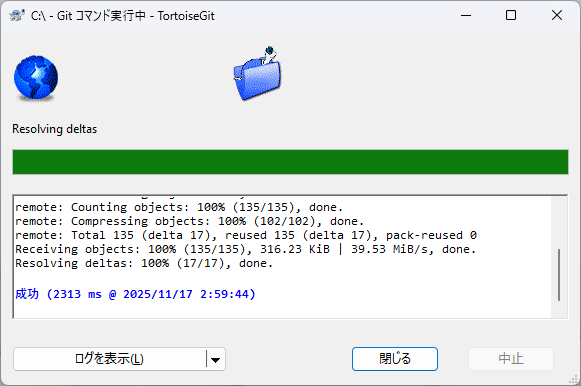 C:\ - Git コマンド実行中 - TortoiseGit
Resolving deltas
remote: Counting objects: 100% (135/135), done.
remote: Compressing objects: 100% (102/102), done.
remote: Total 135 (delta 17), reused 135 (delta 17), pack-reused 0
Receiving objects: 100% (135/135), 316.23 KiB | 39.53 MiB/s, done.
Resolving deltas: 100% (17/17), done.
成功 (2313 ms @ 2025/11/17 2:59:44)
ログを表示(L)
閉じる
中止